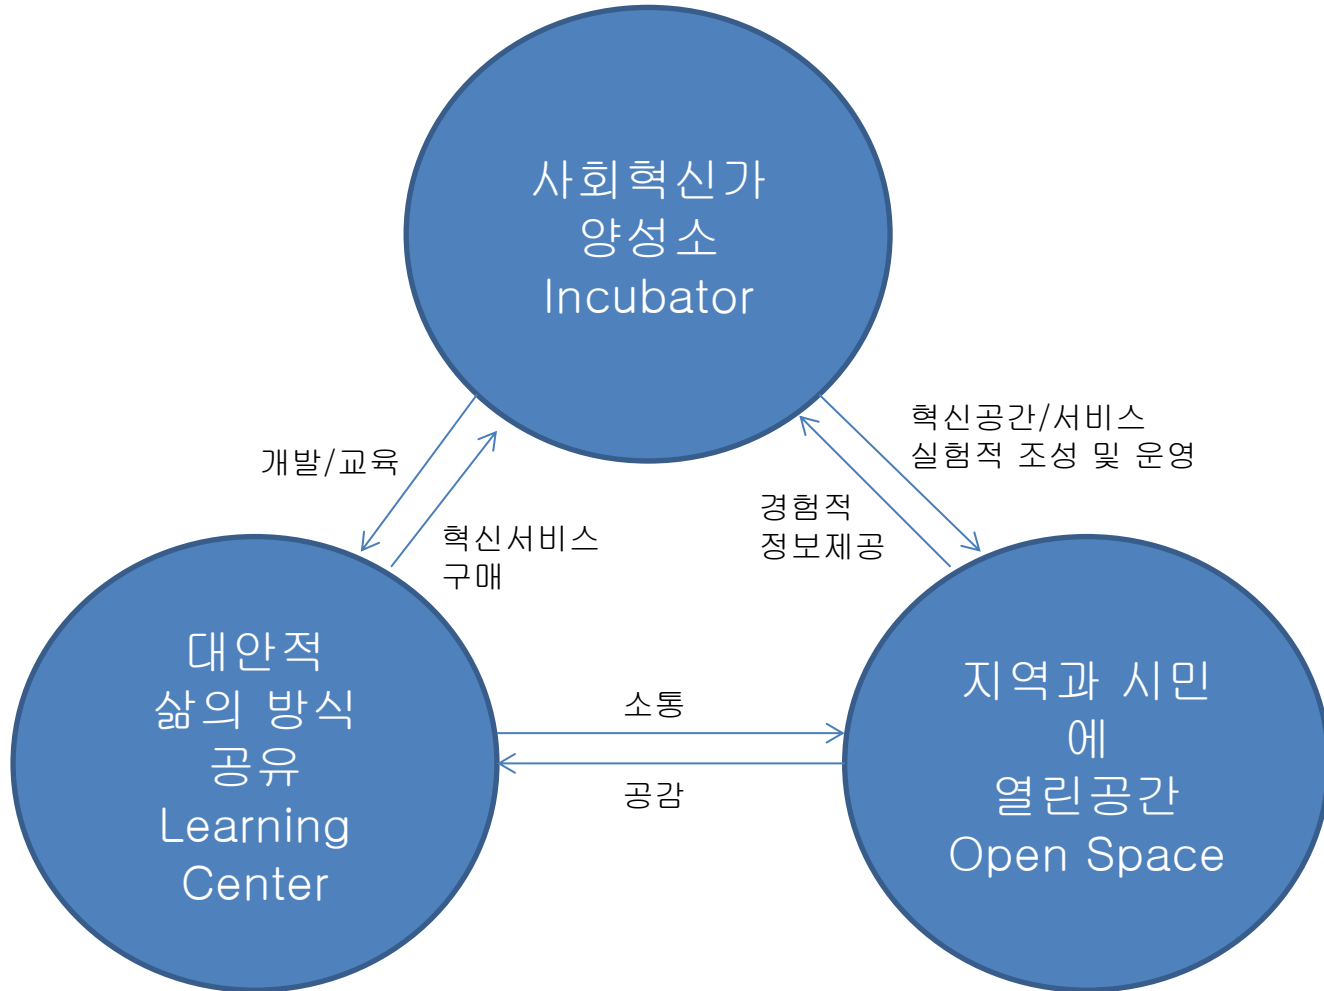 사회혁신가
양성소
Incubator
개발/교육
혁신서비스
구매
혁신공간/서비스
실험적 조성 및 운영
경험적
정보제공
대안적
삶의 방식
공유
Learning
Center
소통
공감
지역과 시민
에
열린공간
Open Space